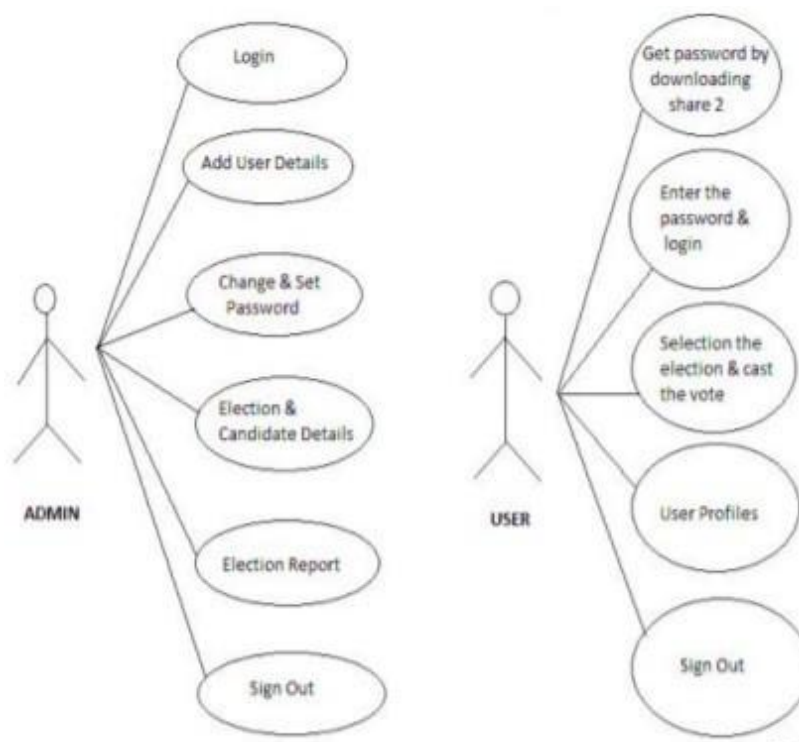 Login
Add User Details
Change & Set
Password
Election &
Candidate Details
ADMIN
Election Report
Sign Out
Get password by
downloading
share 2
Enter the
password &
login
Selection the
election & cast
the vote
USER
User Profiles
Sign Out